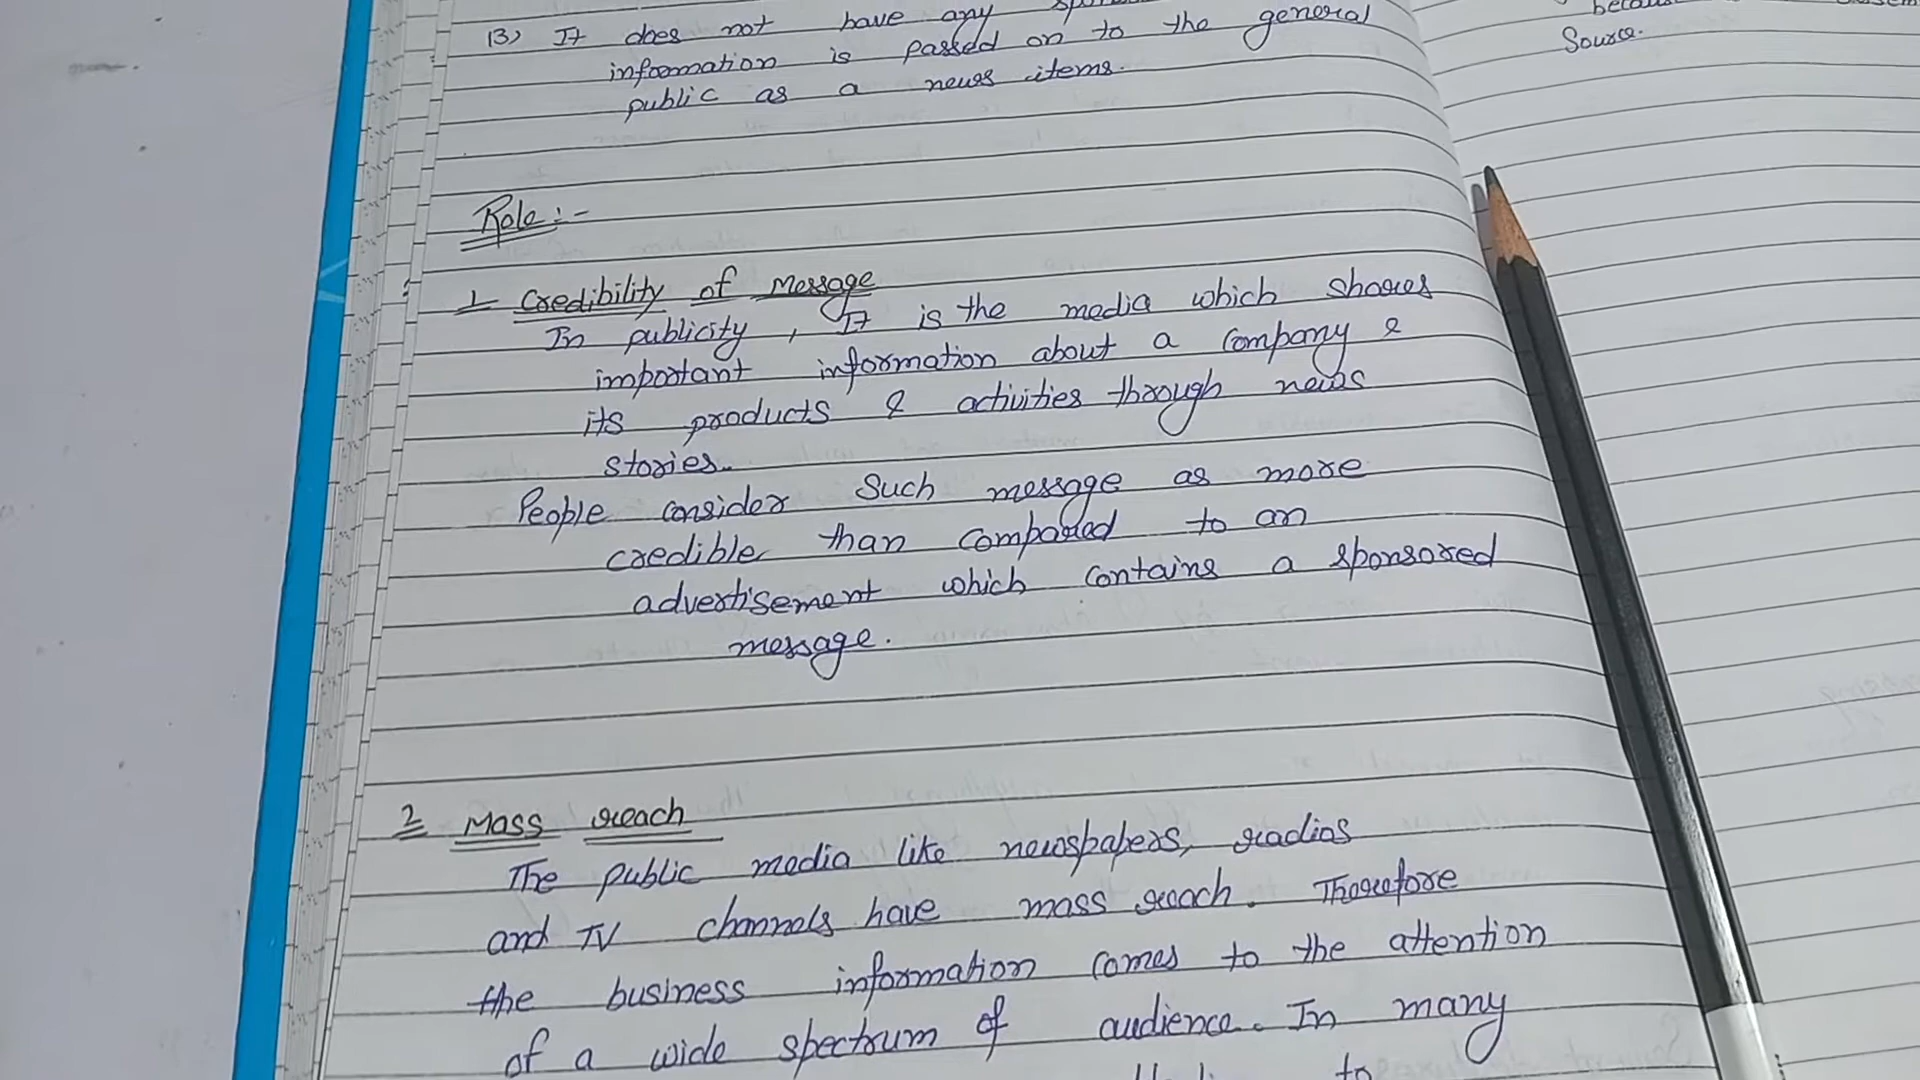 (3) It does not have any
information is passed on to the general
public as a news items.
Role :-
1 Credibility of Message
In publicity, It is the media which shares
important information about a company &
its products & activities through news
stories.
People consider such message as more
credible than compared to an
advertisement which contains a sponsored
message.
2 Mass reach
The public media like newspapers, radios
and TV channels have mass reach. Therefore
the business information comes to the attention
of a wide spectrum of audience. In many
to
Source.